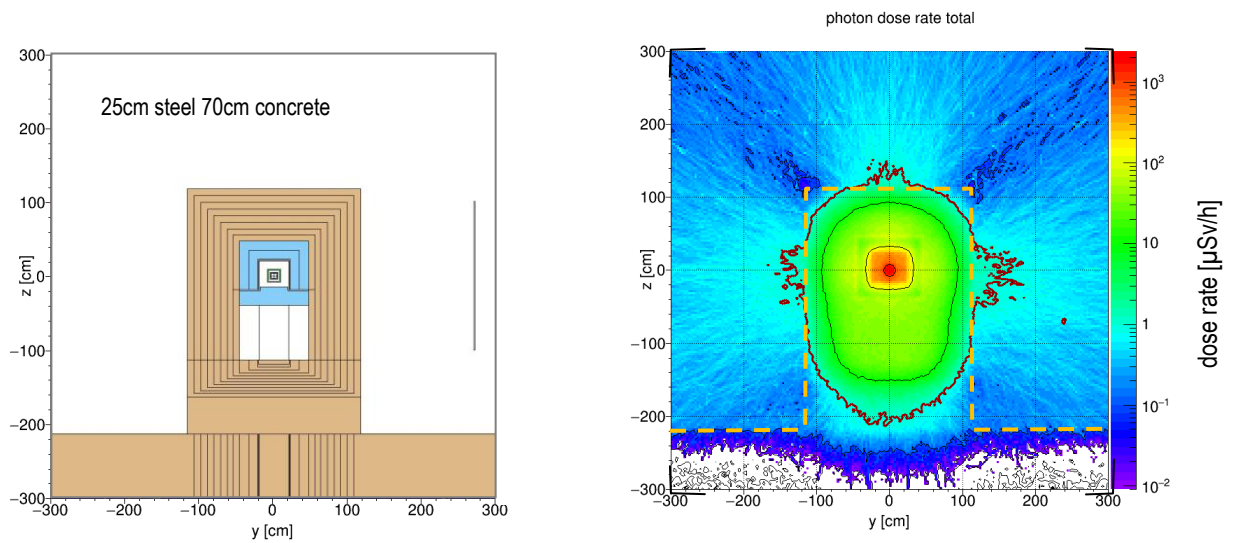 photon dose rate total
25cm steel 70cm concrete
300
200
100
0
−100
−200
−300
z [cm]
−300 −200 −100 0 100 200 300
y [cm]
300
200
100
0
−100
−200
−300
z [cm]
−300 −200 −100 0 100 200 300
y [cm]
10³
10²
10
1
10⁻¹
10⁻²
dose rate [µSv/h]